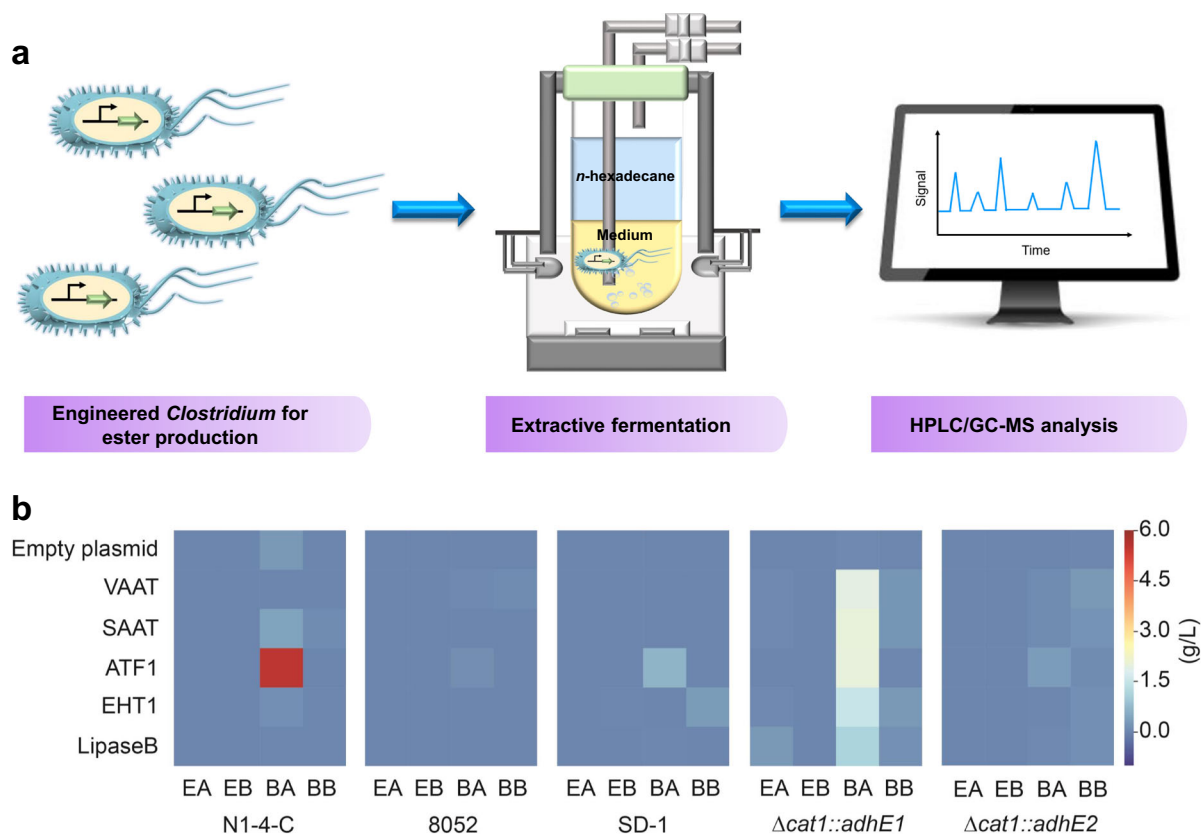 a
n-hexadecane
Medium
Signal
Time
Engineered Clostridium for
ester production
Extractive fermentation
HPLC/GC-MS analysis
b
Empty plasmid
VAAT
SAAT
ATF1
EHT1
LipaseB
EA EB BA BB
EA EB BA BB
EA EB BA BB
EA EB BA BB
EA EB BA BB
N1-4-C
8052
SD-1
Δcat1::adhE1
Δcat1::adhE2
6.0
4.5
3.0
1.5
0.0
(g/L)